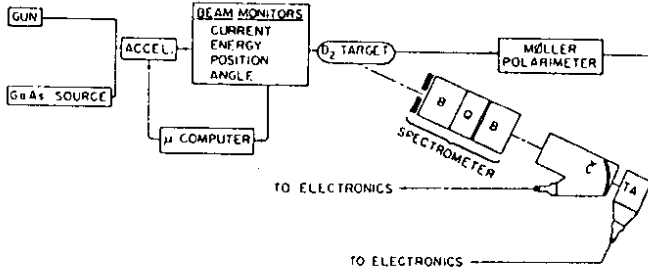 GUN
GaAs SOURCE
ACCEL.
BEAM MONITORS
CURRENT
ENERGY
POSITION
ANGLE
μ COMPUTER
D2 TARGET
MØLLER
POLARIMETER
B Q B
SPECTROMETER
Č
TA
TO ELECTRONICS
TO ELECTRONICS